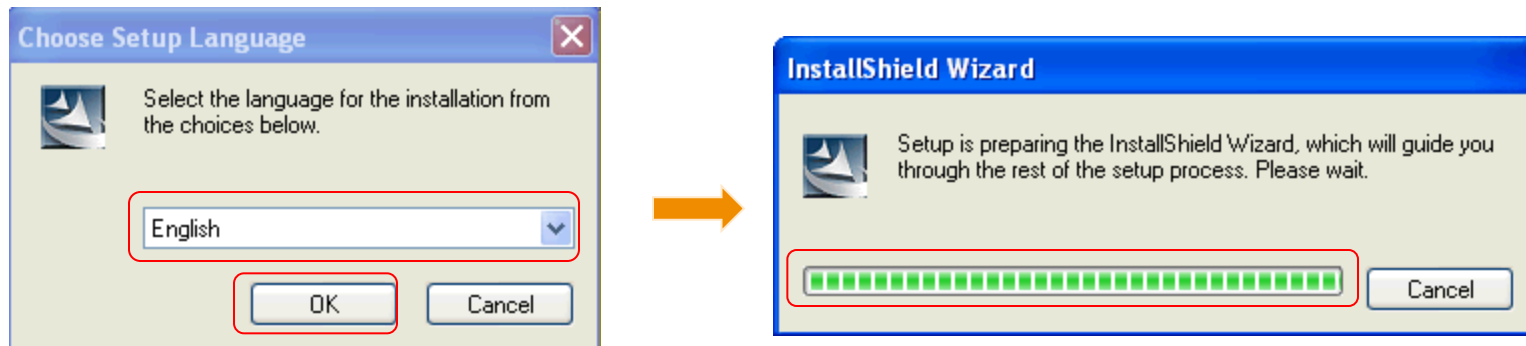 Choose Setup Language
Select the language for the installation from
the choices below.
English
OK
Cancel
InstallShield Wizard
Setup is preparing the InstallShield Wizard, which will guide you
through the rest of the setup process. Please wait.
Cancel